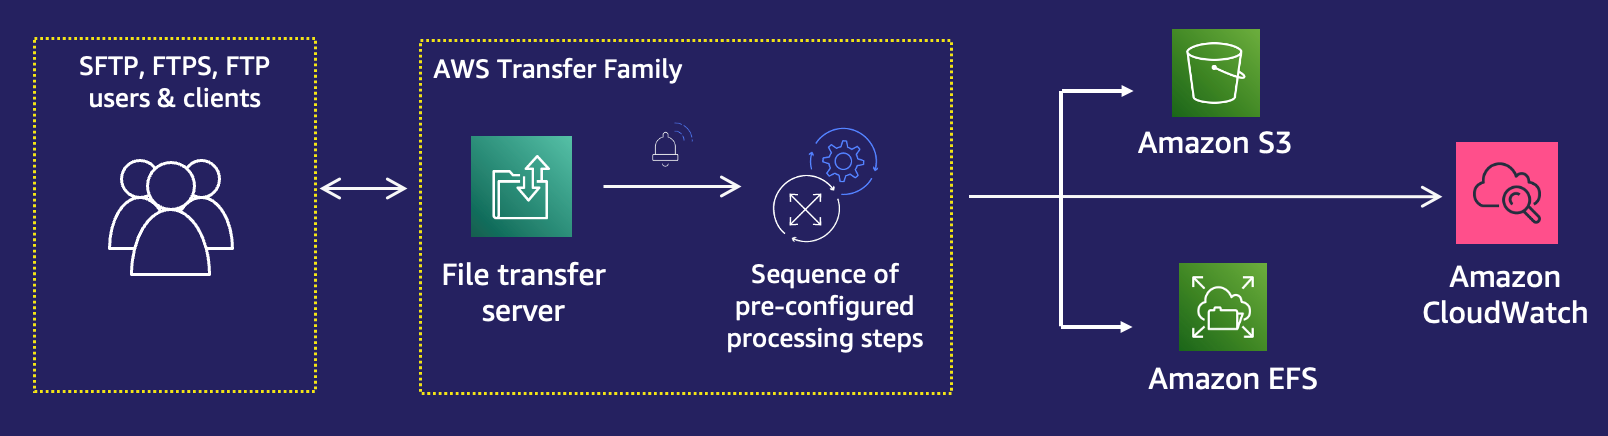 SFTP, FTPS, FTP
users & clients
AWS Transfer Family
File transfer
server
Sequence of
pre-configured
processing steps
Amazon S3
Amazon EFS
Amazon
CloudWatch